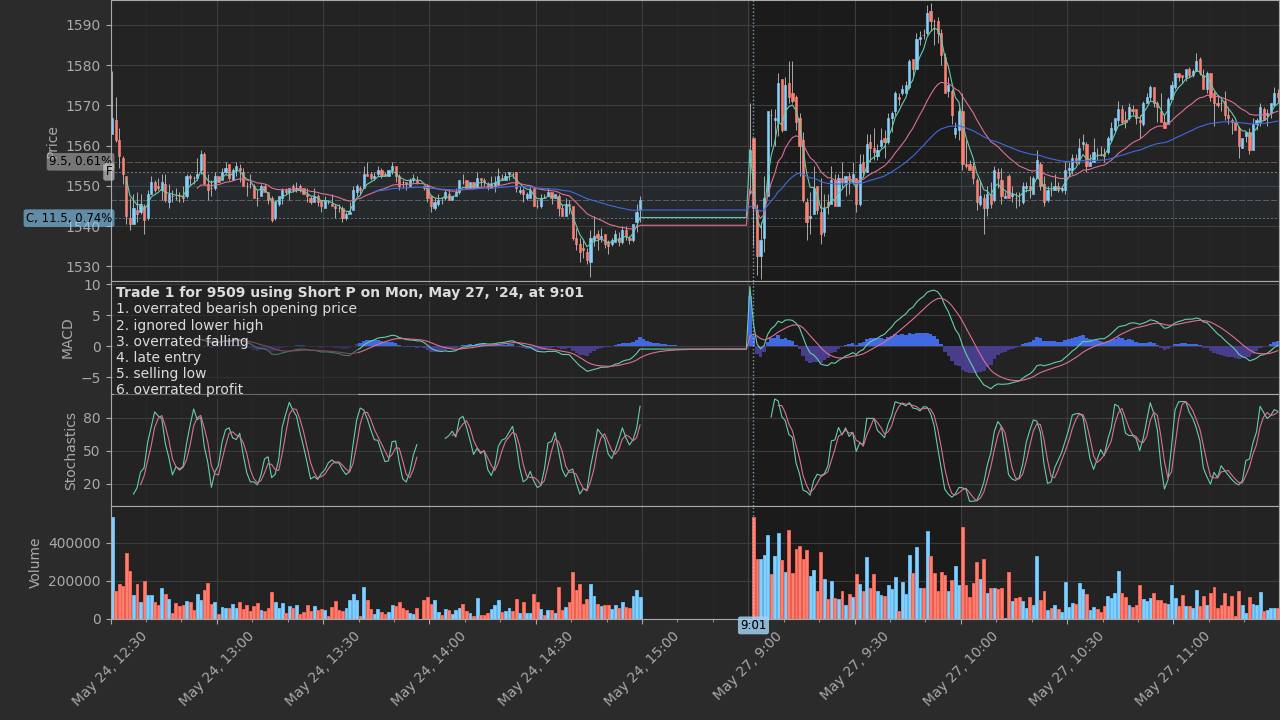 1590
1580
1570
1560
1550
1540
1530
Price
9.5, 0.61%
F
C, 11.5, 0.74%
Trade 1 for 9509 using Short P on Mon, May 27, '24, at 9:01
1. overrated bearish opening price
2. ignored lower high
3. overrated falling
4. late entry
5. selling low
6. overrated profit
10
5
0
−5
MACD
80
50
20
Stochastics
400000
200000
0
Volume
9:01
May 24, 12:30
May 24, 13:00
May 24, 13:30
May 24, 14:00
May 24, 14:30
May 24, 15:00
May 27, 9:00
May 27, 9:30
May 27, 10:00
May 27, 10:30
May 27, 11:00